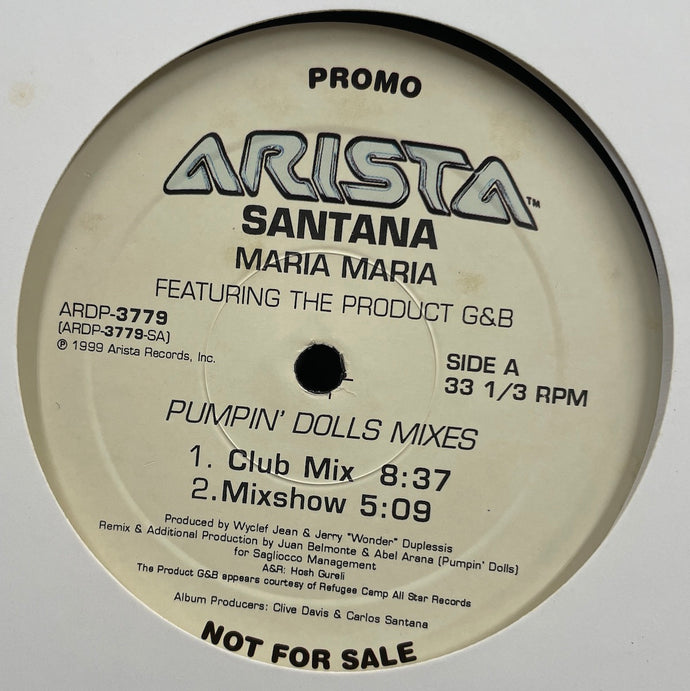 PROMO
ARISTA™
SANTANA
MARIA MARIA
FEATURING THE PRODUCT G&B
ARDP-3779
(ARDP-3779-SA)
℗ 1999 Arista Records, Inc.
SIDE A
33 1/3 RPM
PUMPIN' DOLLS MIXES
1. Club Mix 8:37
2. Mixshow 5:09
Produced by Wyclef Jean & Jerry "Wonder" Duplessis
Remix & Additional Production by Juan Belmonte & Abel Arana (Pumpin' Dolls)
for Sagliocco Management
A&R: Hosh Gureli
The Product G&B appears courtesy of Refugee Camp All Star Records
Album Producers: Clive Davis & Carlos Santana
NOT FOR SALE